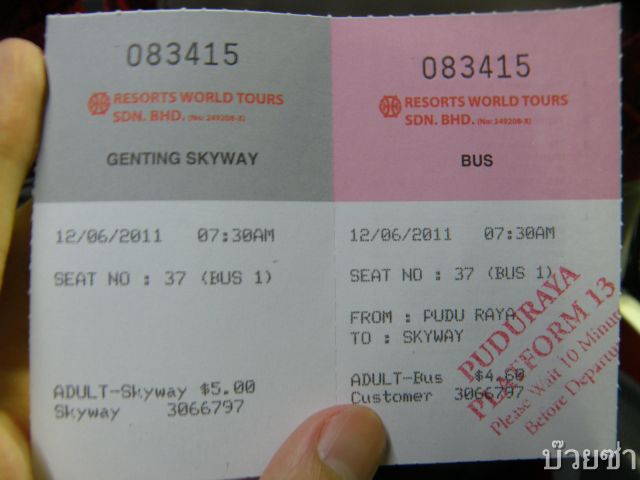 083415
RESORTS WORLD TOURS
SDN. BHD. (No: 249208-X)
GENTING SKYWAY
12/06/2011 07:30AM
SEAT NO : 37 (BUS 1)
ADULT-Skyway $5.00
Skyway 3066797
083415
RESORTS WORLD TOURS
SDN. BHD. (No: 249208-X)
BUS
12/06/2011 07:30AM
SEAT NO : 37 (BUS 1)
FROM : PUDU RAYA
TO : SKYWAY
ADULT-Bus $4.60
Customer 3066797
PUDURAYA
PLATFORM 13
Please Wait 10 Minu
Before Departu
บ๊วยซ่า